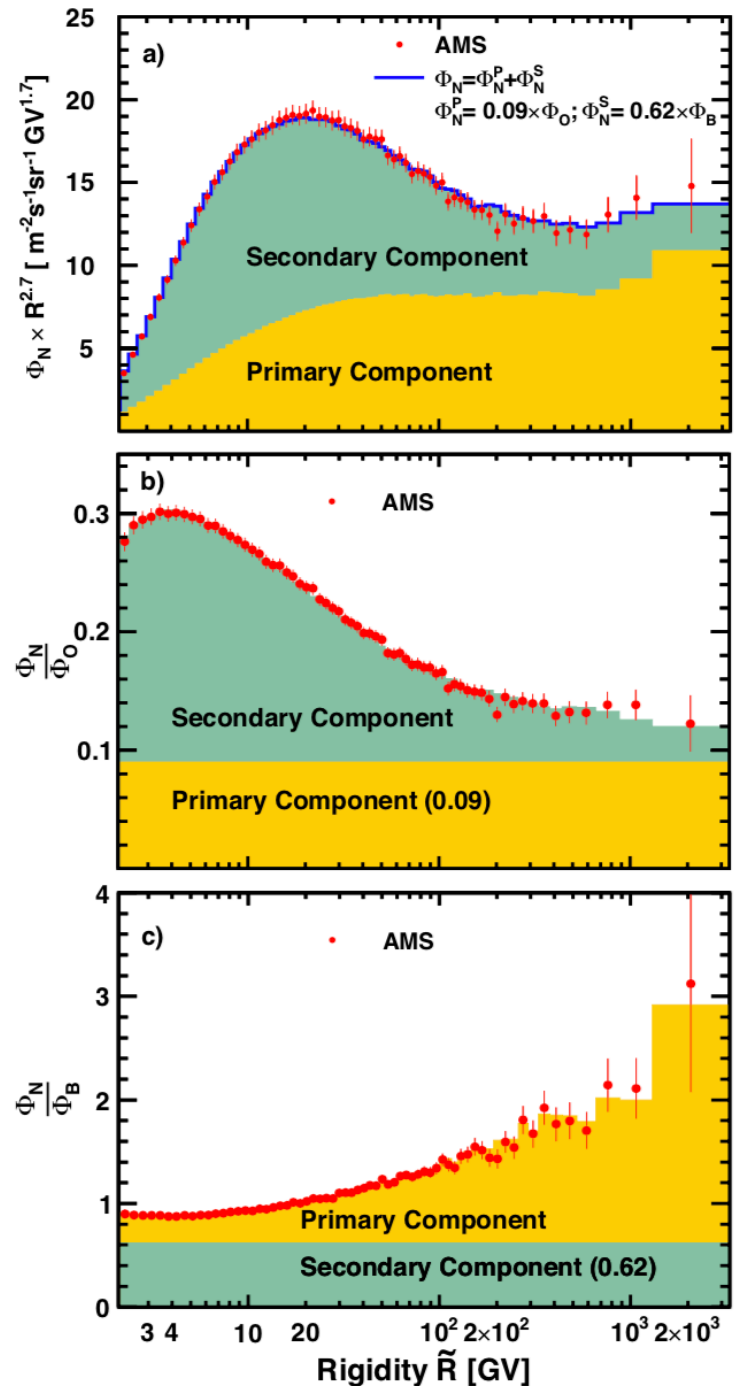 25
a)
AMS
Φ_N=Φ_N^P+Φ_N^S
20
Φ_N^P= 0.09×Φ_O; Φ_N^S= 0.62×Φ_B
15
Φ_N × R^2.7 [ m^-2s^-1sr^-1 GV^1.7]
Secondary Component
10
5
Primary Component
b)
AMS
0.3
Φ_N
Φ_O
0.2
Secondary Component
0.1
Primary Component (0.09)
4
c)
AMS
3
Φ_N
Φ_B
2
1
Primary Component
Secondary Component (0.62)
0
3 4 10 20 10^2 2×10^2 10^3 2×10^3
Rigidity R̃ [GV]